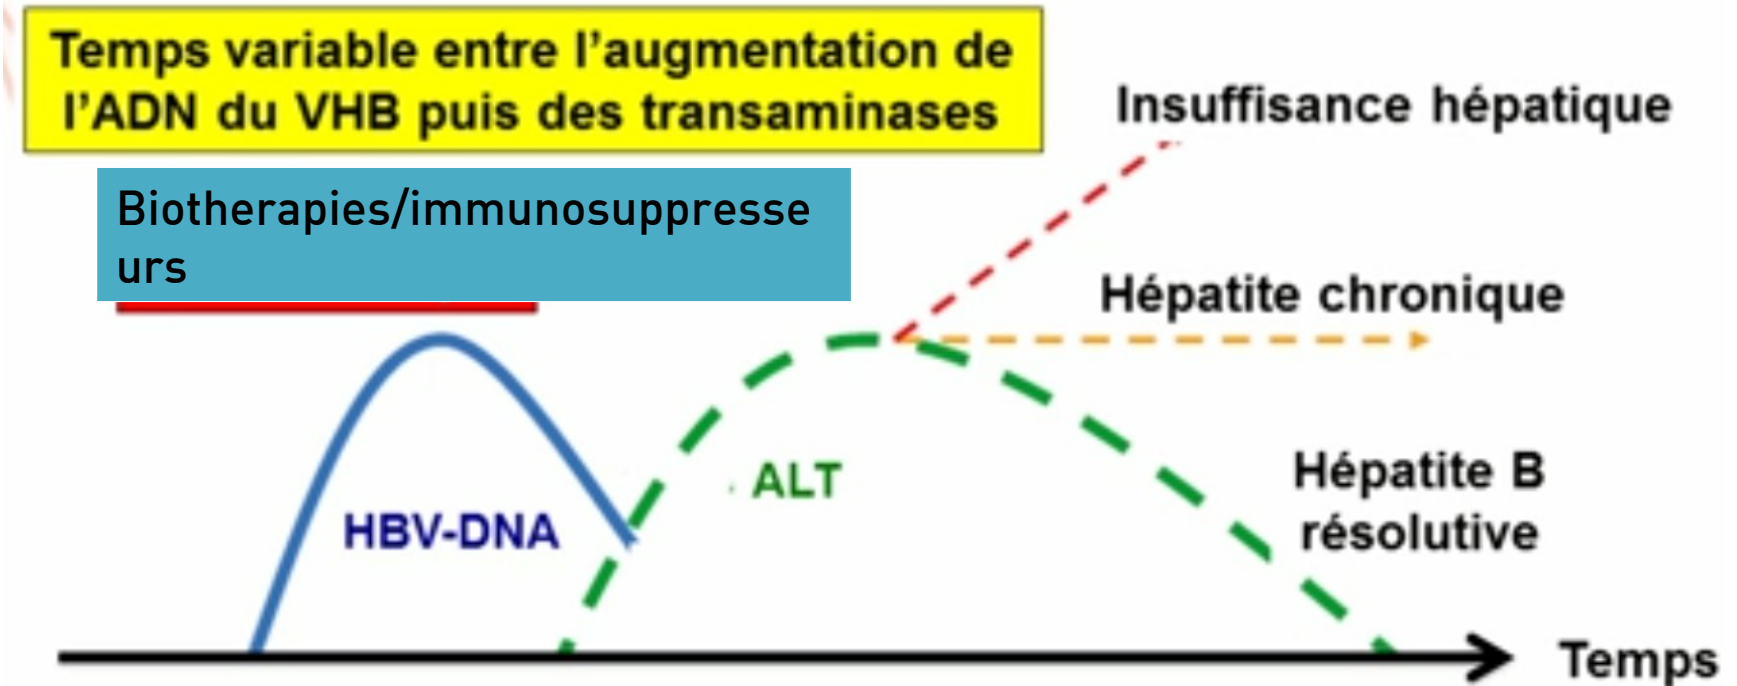 Temps variable entre l'augmentation de
l'ADN du VHB puis des transaminases
Insuffisance hépatique
Biotherapies/immunosuppresse
urs
Hépatite chronique
ALT
HBV-DNA
Hépatite B
résolutive
Temps